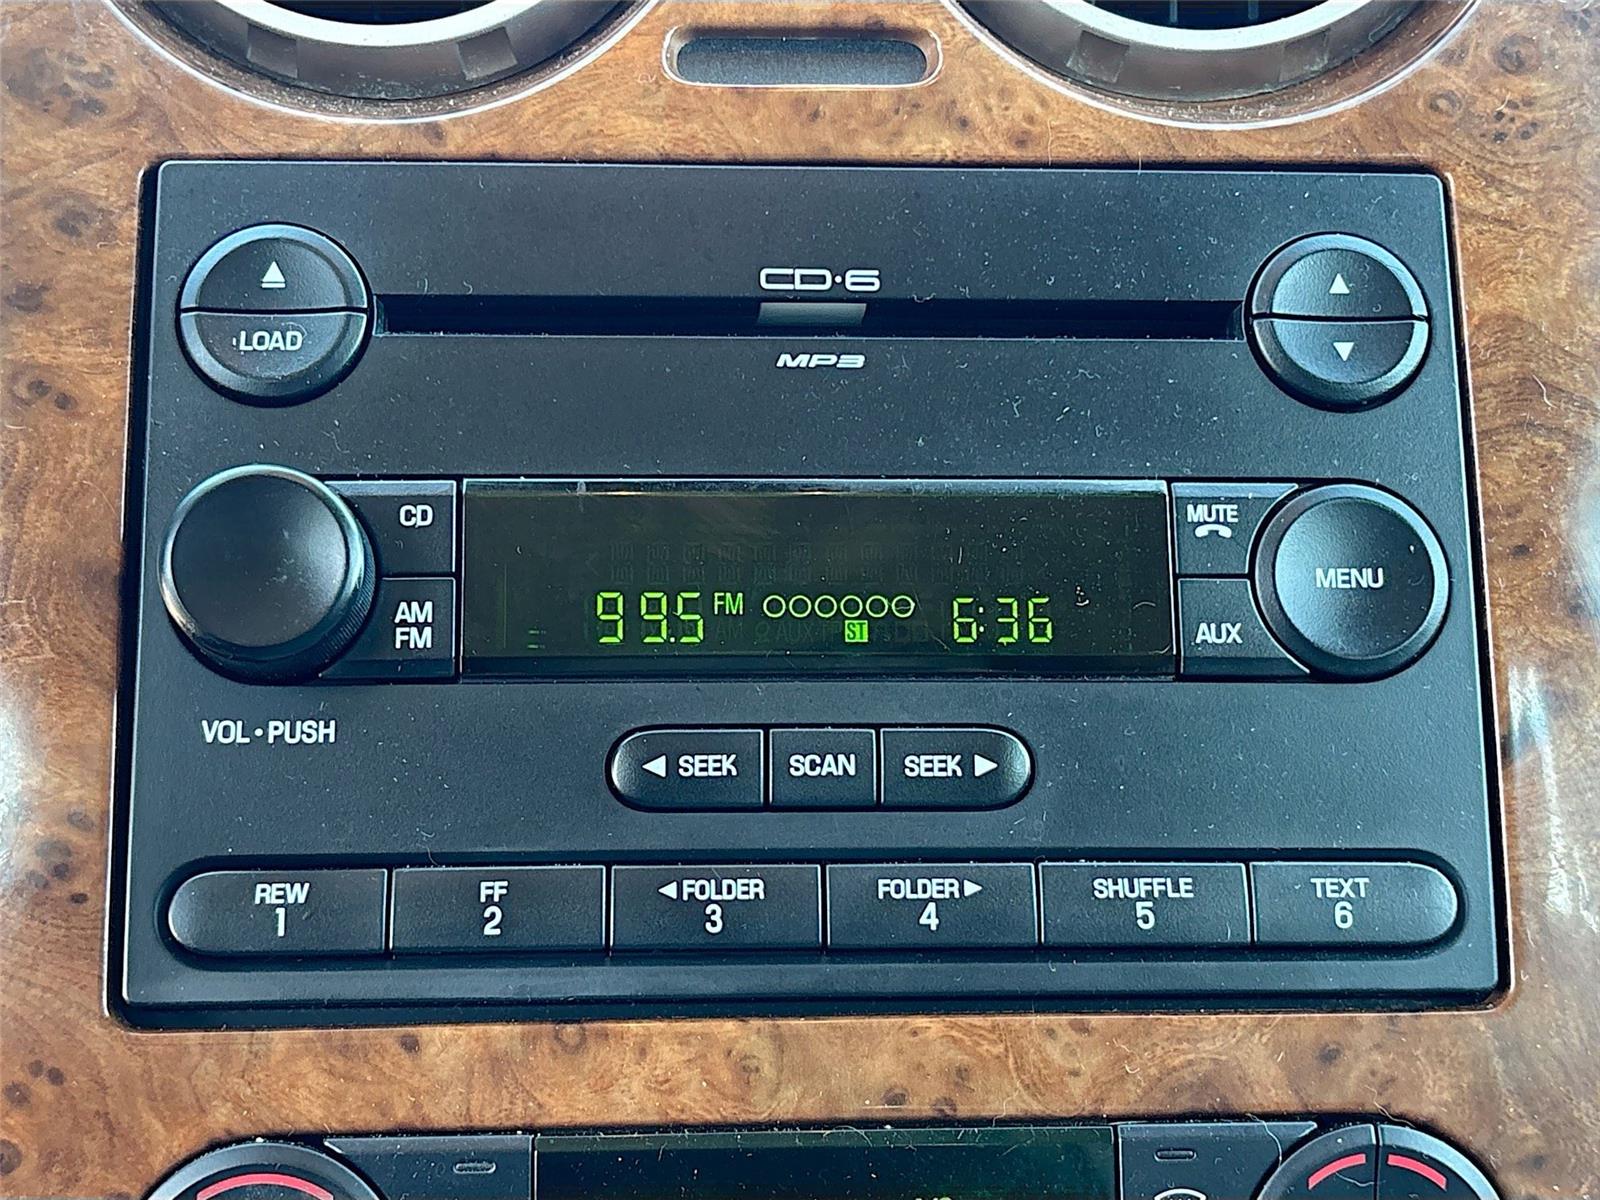 CD·6
LOAD
MP3
CD
MUTE
AM
FM
99.5 FM
ST
6:36
MENU
AUX
VOL·PUSH
SEEK
SCAN
SEEK
REW
1
FF
2
FOLDER
3
FOLDER
4
SHUFFLE
5
TEXT
6